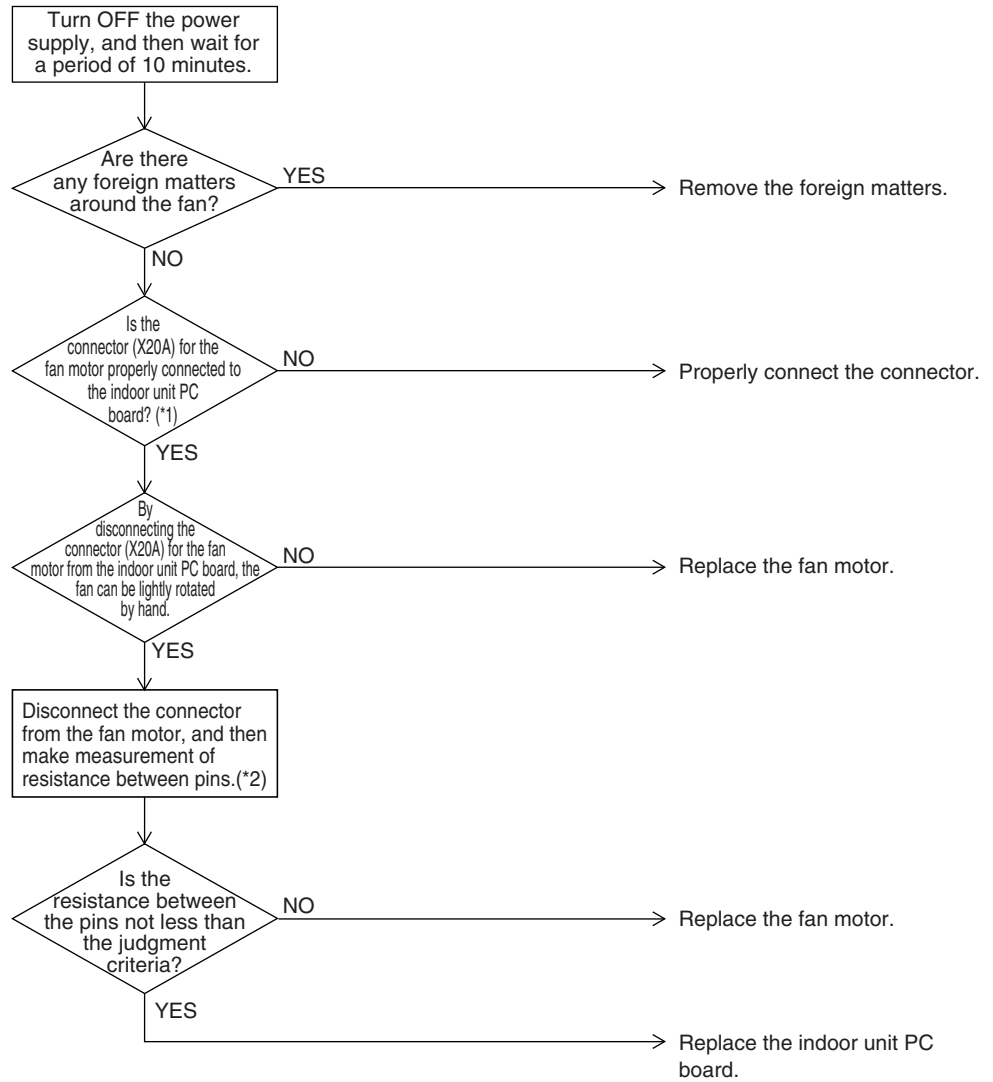 Turn OFF the power
supply, and then wait for
a period of 10 minutes.
Are there
any foreign matters
around the fan?
YES
Remove the foreign matters.
NO
Is the
connector (X20A) for the
fan motor properly connected to
the indoor unit PC
board? (*1)
NO
Properly connect the connector.
YES
By
disconnecting the
connector (X20A) for the fan
motor from the indoor unit PC board, the
fan can be lightly rotated
by hand.
NO
Replace the fan motor.
YES
Disconnect the connector
from the fan motor, and then
make measurement of
resistance between pins.(*2)
Is the
resistance between
the pins not less than
the judgment
criteria?
NO
Replace the fan motor.
YES
Replace the indoor unit PC
board.